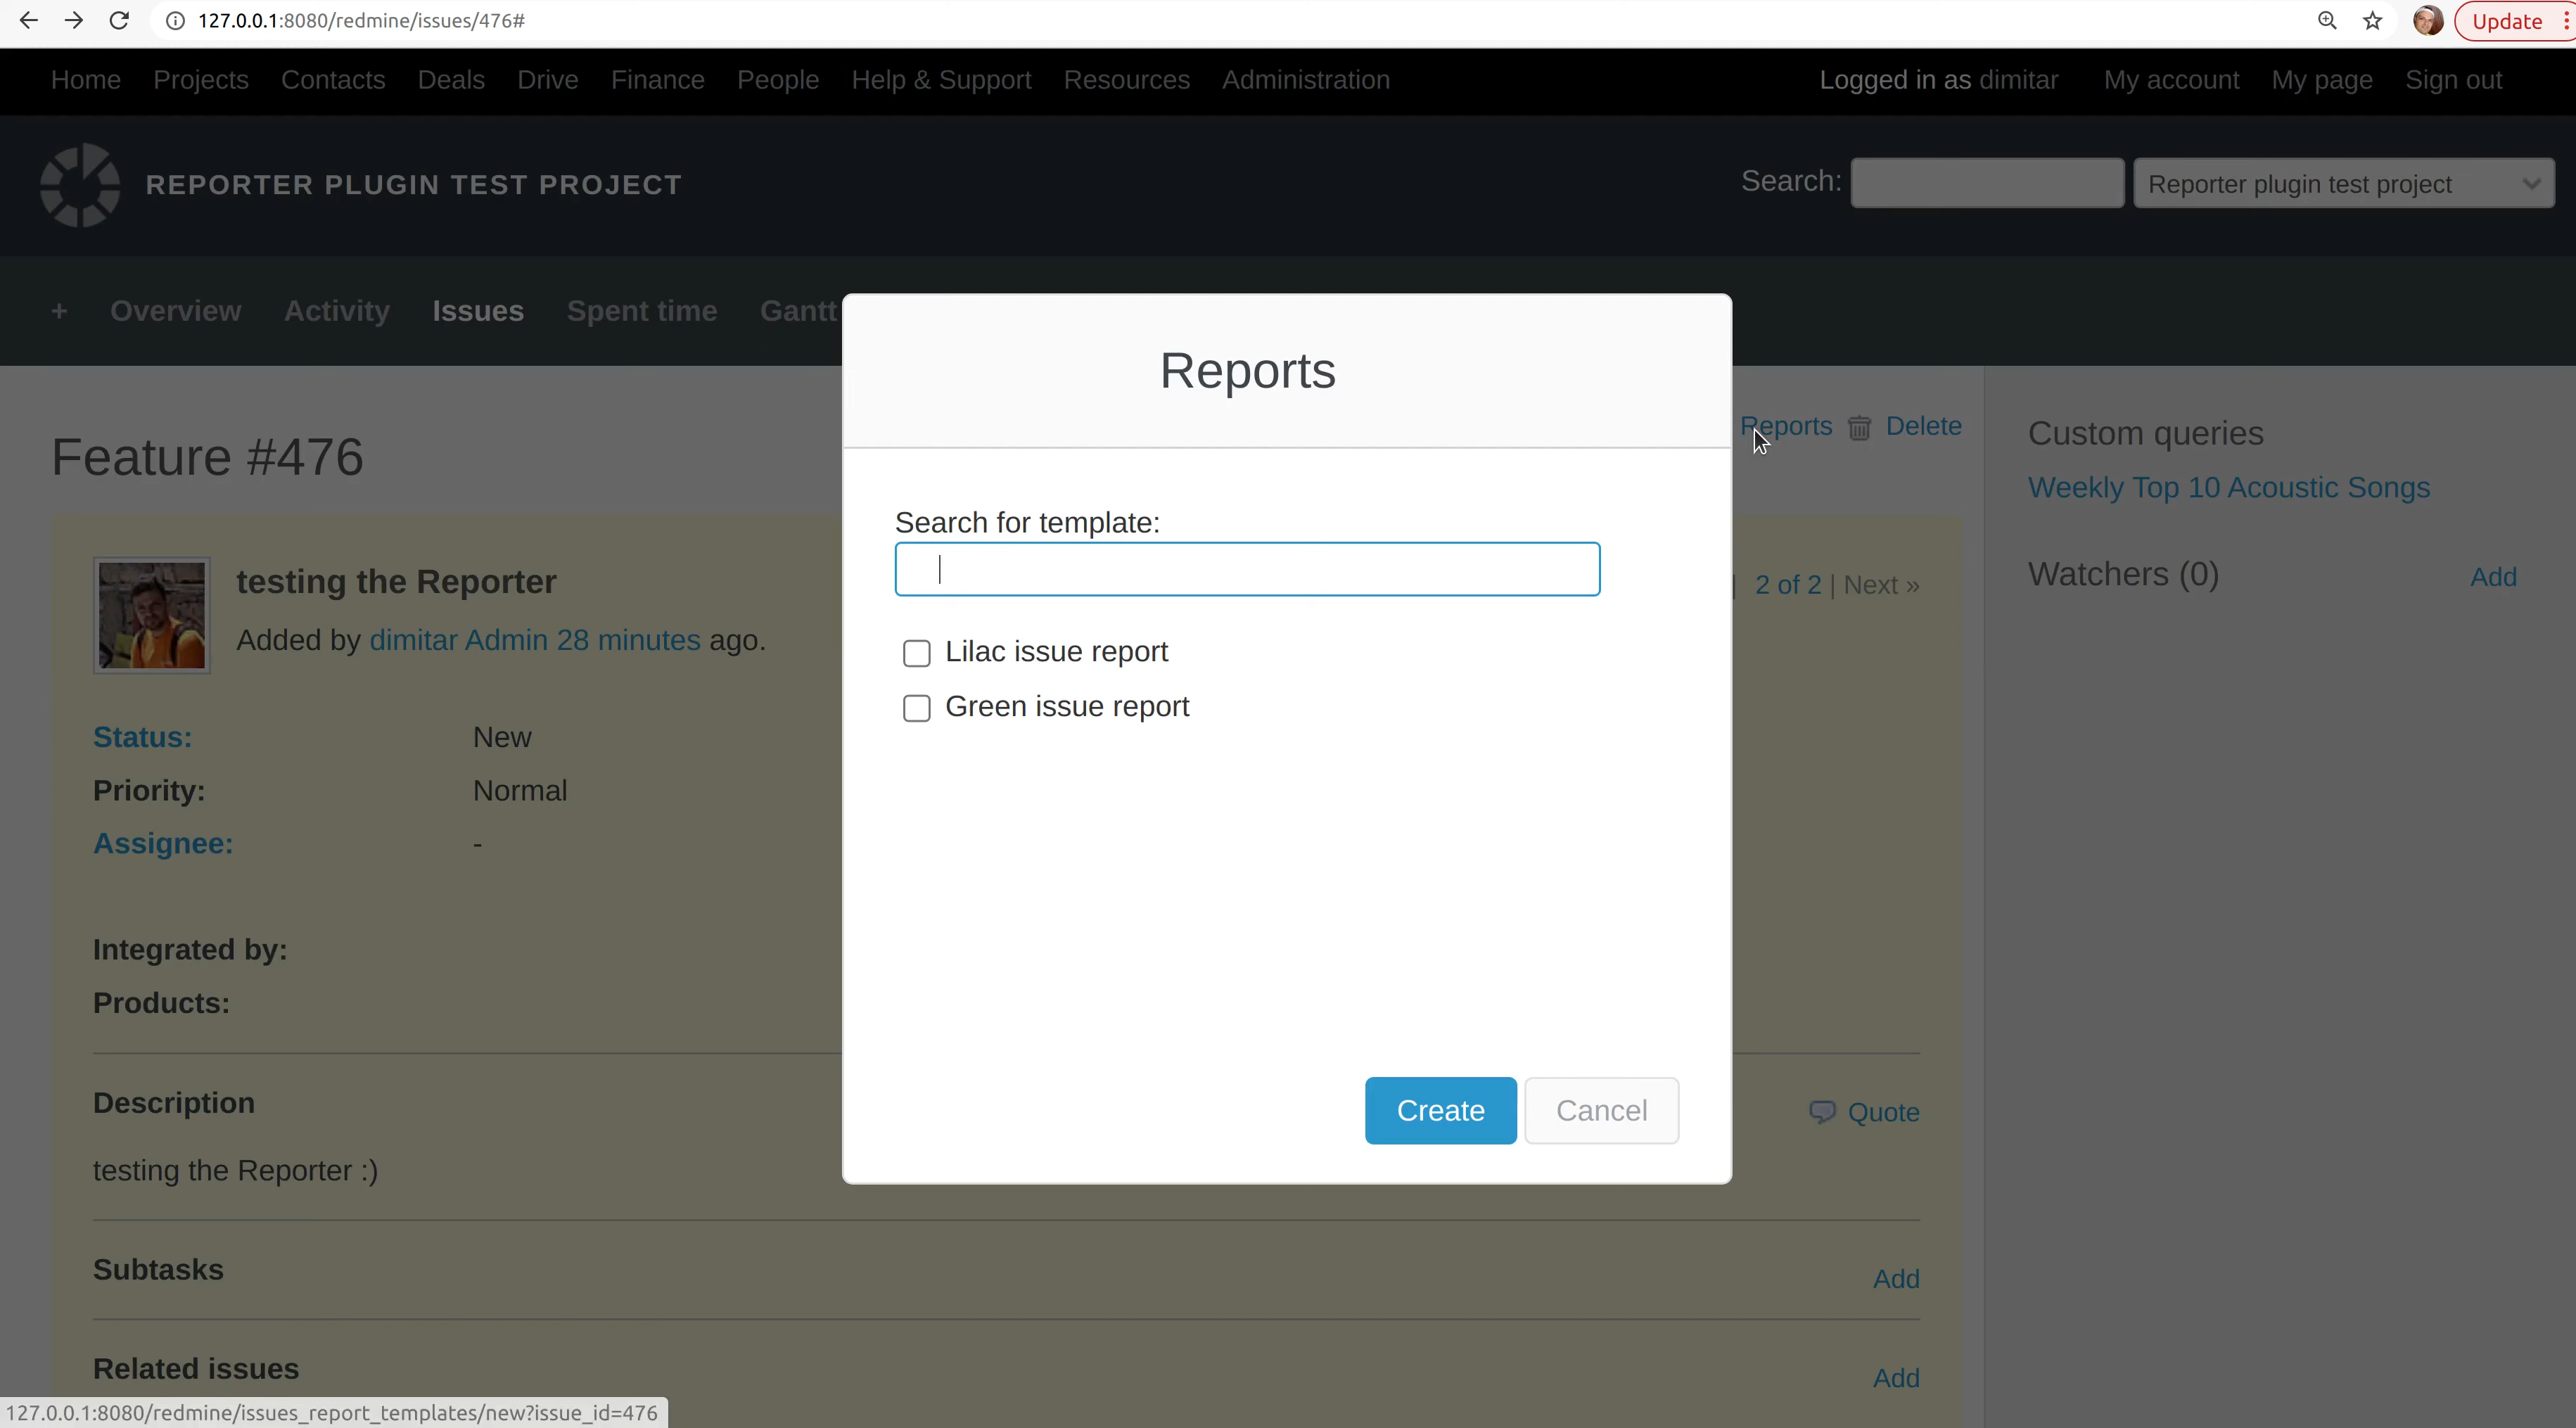 127.0.0.1:8080/redmine/issues/476#
Update
Home Projects Contacts Deals Drive Finance People Help & Support Resources Administration
Logged in as dimitar My account My page Sign out
REPORTER PLUGIN TEST PROJECT
Search:
Reporter plugin test project
+ Overview Activity Issues Spent time Gantt
Reports
Reports Delete
Feature #476
Custom queries
Weekly Top 10 Acoustic Songs
Watchers (0) Add
Search for template:
testing the Reporter
2 of 2 | Next »
Added by dimitar Admin 28 minutes ago.
Lilac issue report
Green issue report
Status: New
Priority: Normal
Assignee: -
Integrated by:
Products:
Create Cancel
Description
Quote
testing the Reporter :)
Subtasks
Add
Related issues
Add
127.0.0.1:8080/redmine/issues_report_templates/new?issue_id=476